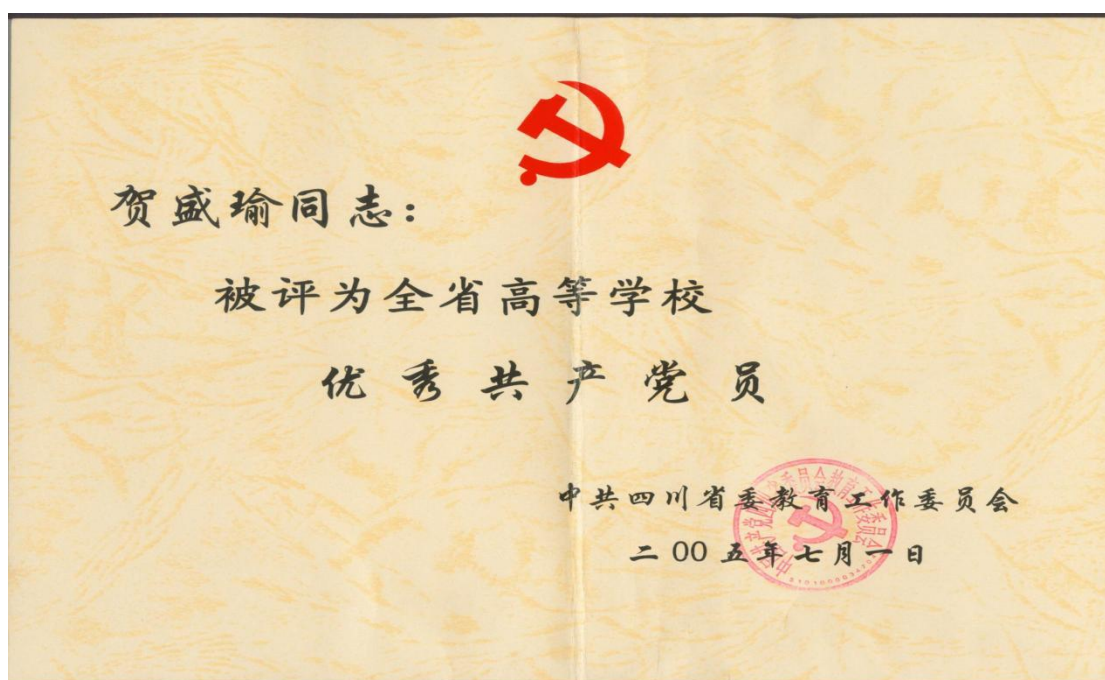 贺盛瑜同志：
被评为全省高等学校
优秀共产党员
中共四川省委教育工作委员会
二00五年七月一日